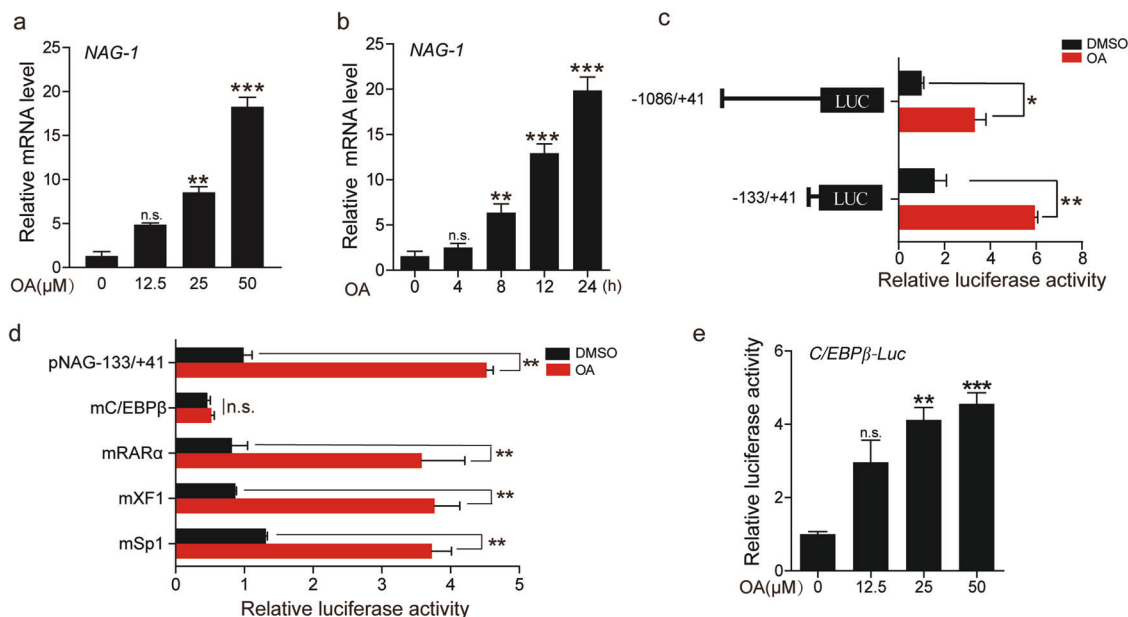 a
NAG-1
Relative mRNA level
25
20
15
10
5
0
n.s.
**
***
OA(μM) 0 12.5 25 50
b
NAG-1
Relative mRNA level
25
20
15
10
5
0
n.s.
**
***
***
OA 0 4 8 12 24 (h)
c
DMSO
OA
-1086/+41
LUC
*
-133/+41
LUC
**
0 2 4 6 8
Relative luciferase activity
d
DMSO
OA
pNAG-133/+41
**
mC/EBPβ
n.s.
mRARα
**
mXF1
**
mSp1
**
0 1 2 3 4 5
Relative luciferase activity
e
C/EBPβ-Luc
Relative luciferase activity
6
4
2
0
n.s.
**
***
OA(μM) 0 12.5 25 50